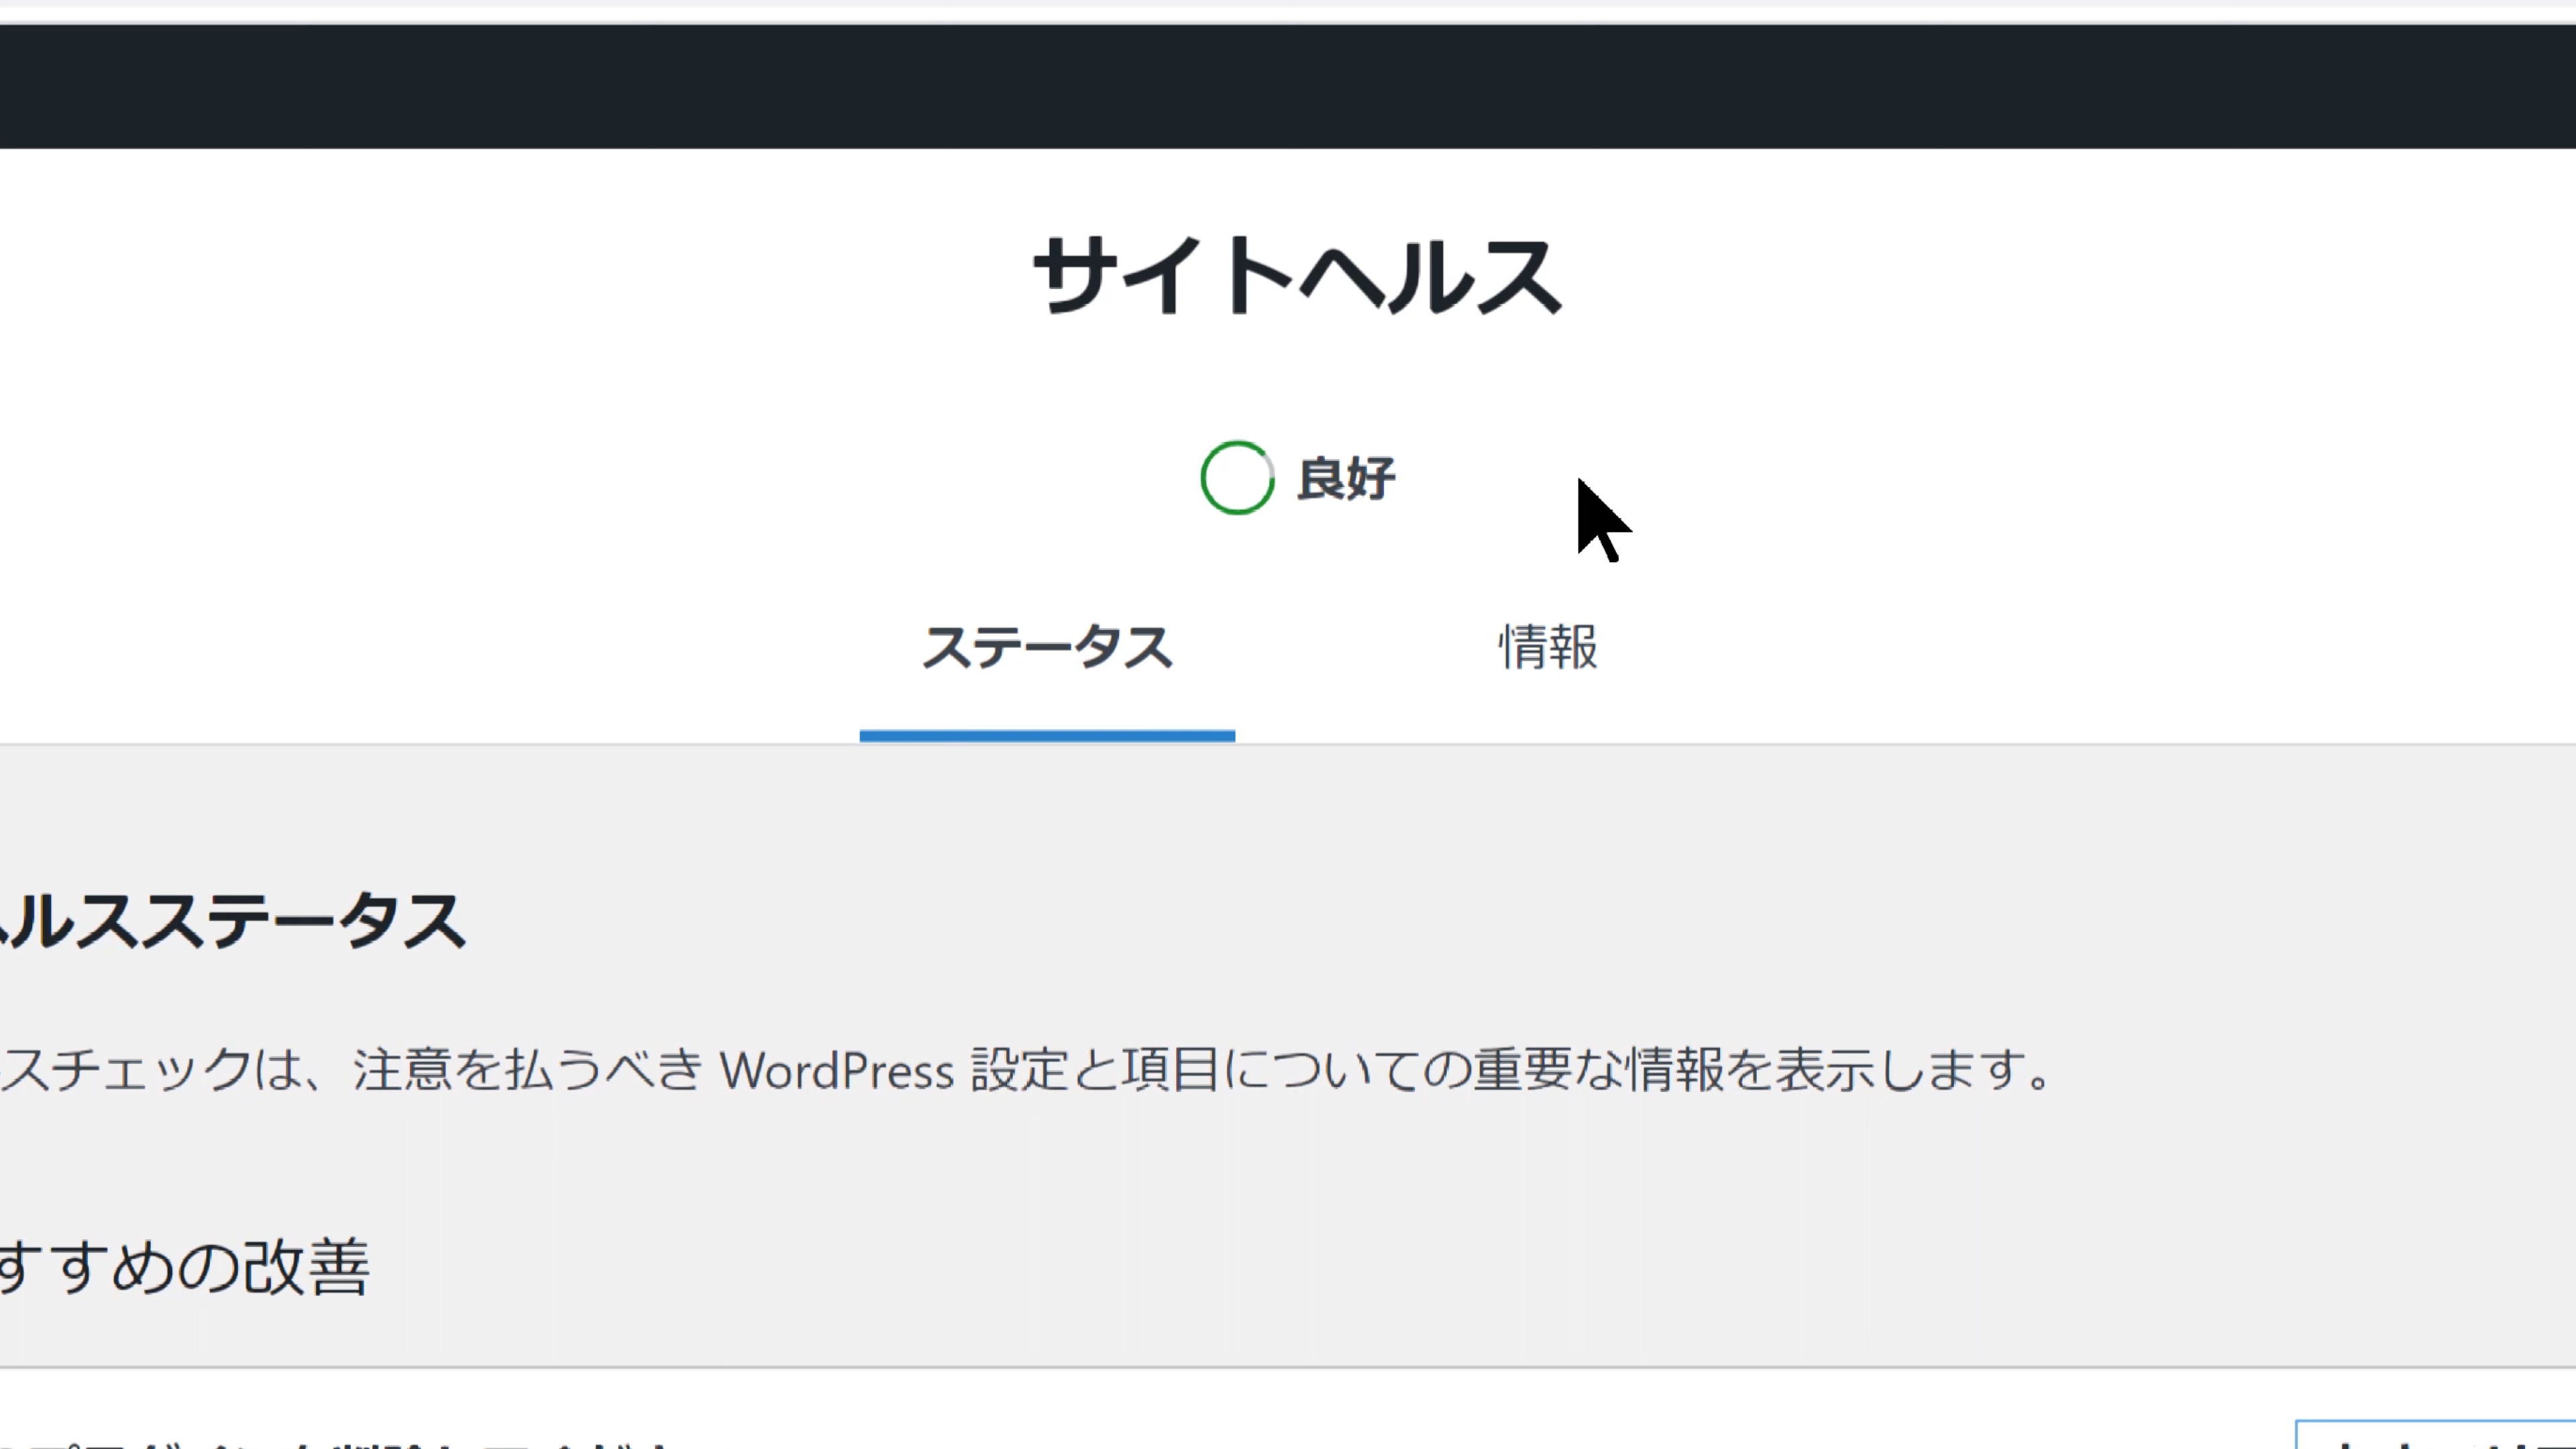 サイトヘルス
良好
ステータス 情報
ヘルスステータス
スチェックは、注意を払うべき WordPress 設定と項目についての重要な情報を表示します。
すすめの改善